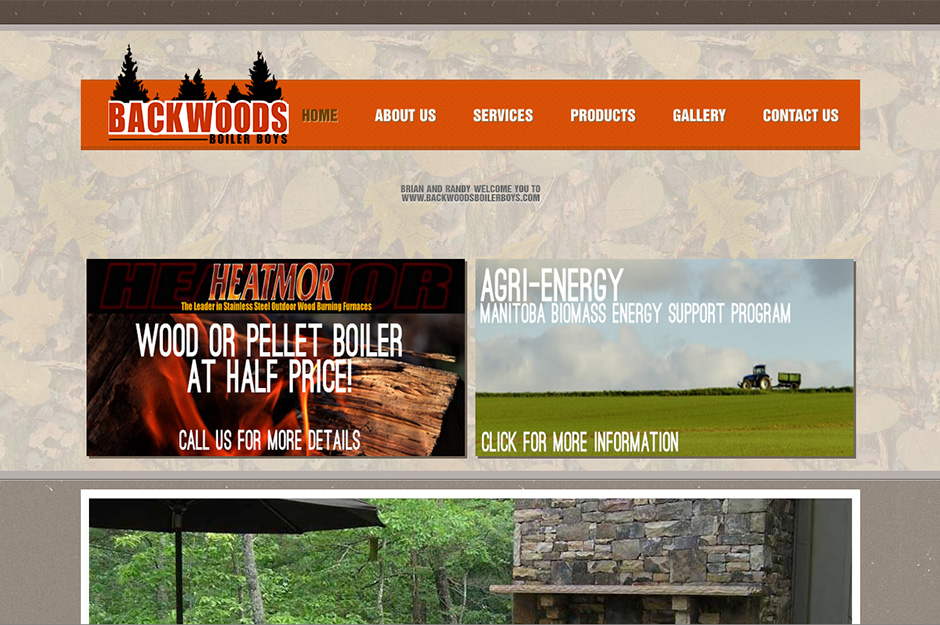 BACKWOODS
BOILER BOYS
HOME ABOUT US SERVICES PRODUCTS GALLERY CONTACT US
BRIAN AND RANDY WELCOME YOU TO
WWW.BACKWOODSBOILERBOYS.COM
HEATMOR
HEATMOR
The Leader in Stainless Steel Outdoor Wood Burning Furnaces
WOOD OR PELLET BOILER
AT HALF PRICE!
CALL US FOR MORE DETAILS
AGRI-ENERGY
MANITOBA BIOMASS ENERGY SUPPORT PROGRAM
CLICK FOR MORE INFORMATION